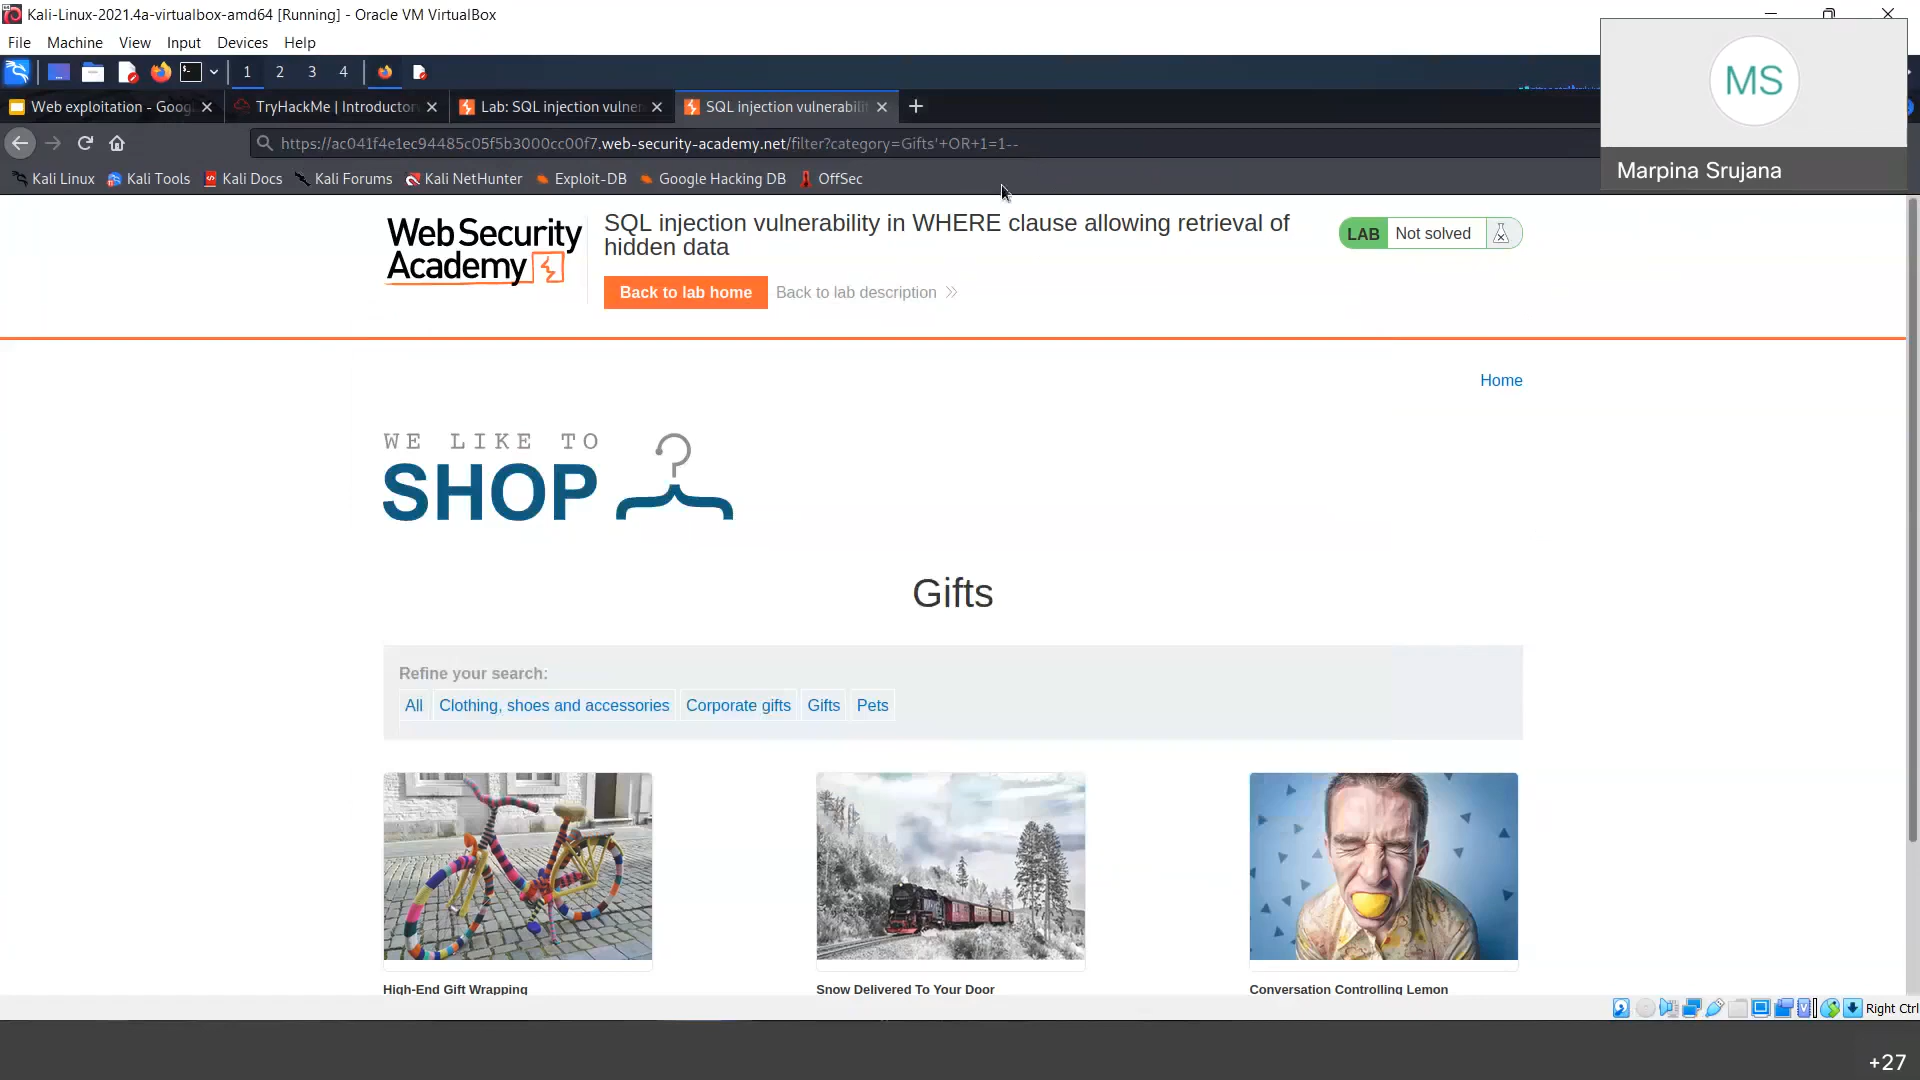 Kali-Linux-2021.4a-virtualbox-amd64 [Running] - Oracle VM VirtualBox
File Machine View Input Devices Help
1 2 3 4
Web exploitation - Goog
TryHackMe | Introductor
Lab: SQL injection vulner
SQL injection vulnerabilit
https://ac041f4e1ec94485c05f5b3000cc00f7.web-security-academy.net/filter?category=Gifts'+OR+1=1--
Kali Linux Kali Tools Kali Docs Kali Forums Kali NetHunter Exploit-DB Google Hacking DB OffSec
MS
Marpina Srujana
Web Security
Academy
SQL injection vulnerability in WHERE clause allowing retrieval of
hidden data
LAB Not solved
Back to lab home Back to lab description
Home
WE LIKE TO
SHOP
Gifts
Refine your search:
All Clothing, shoes and accessories Corporate gifts Gifts Pets
High-End Gift Wrapping Snow Delivered To Your Door Conversation Controlling Lemon
Right Ctrl
+27